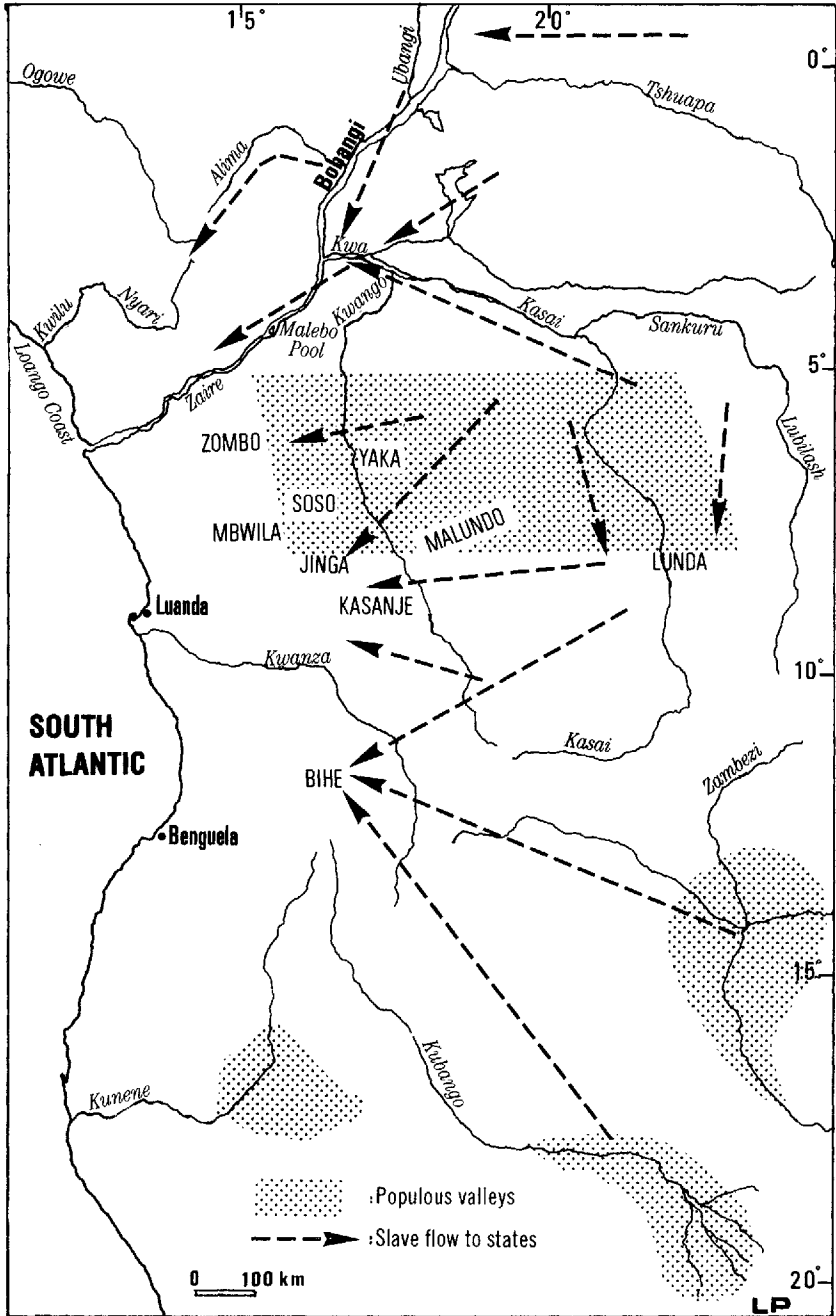 15°
20°
0°
Ogowe
Ubangi
Tshuapa
Alima
Bobangi
Kwa
Kwilu
Nyari
Kwango
Kasai
Sankuru
Malebo
Pool
5°
Loango Coast
Zaire
Lubilash
ZOMBO
YAKA
SOSO
MBWILA
MALUNDO
JINGA
LUNDA
KASANJE
Luanda
Kwanza
10°
SOUTH
ATLANTIC
Kasai
Zambezi
BIHE
Benguela
15°
Kubango
Kunene
:Populous valleys
:Slave flow to states
0 100 km
20°
LP